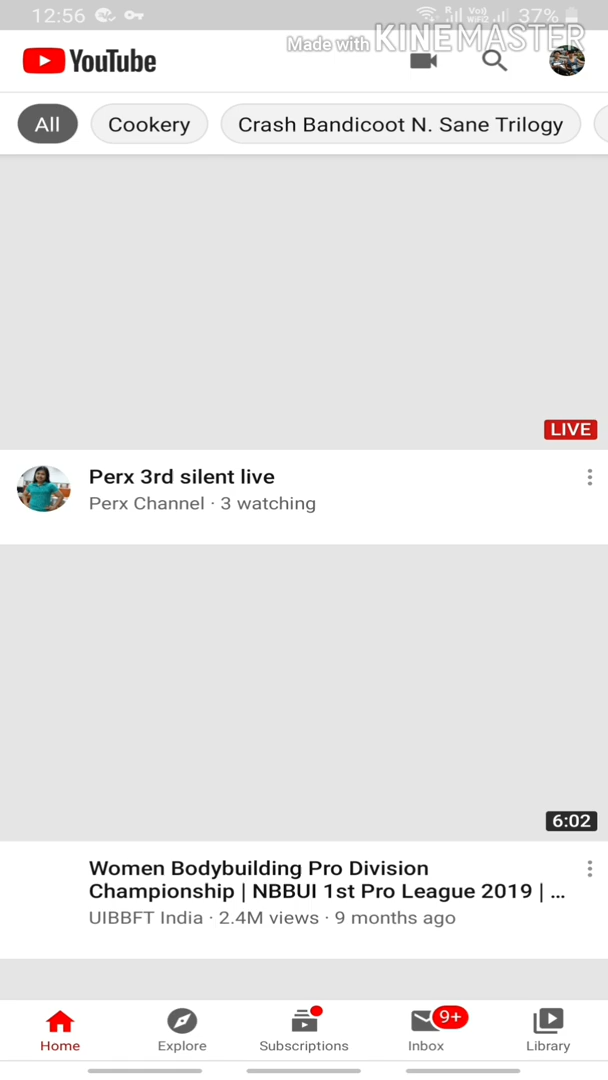 12:56 37%
Made with KINEMASTER
YouTube
All Cookery Crash Bandicoot N. Sane Trilogy
LIVE
Perx 3rd silent live
Perx Channel · 3 watching
6:02
Women Bodybuilding Pro Division
Championship | NBBUI 1st Pro League 2019 | ...
UIBBFT India · 2.4M views · 9 months ago
9+
Home Explore Subscriptions Inbox Library